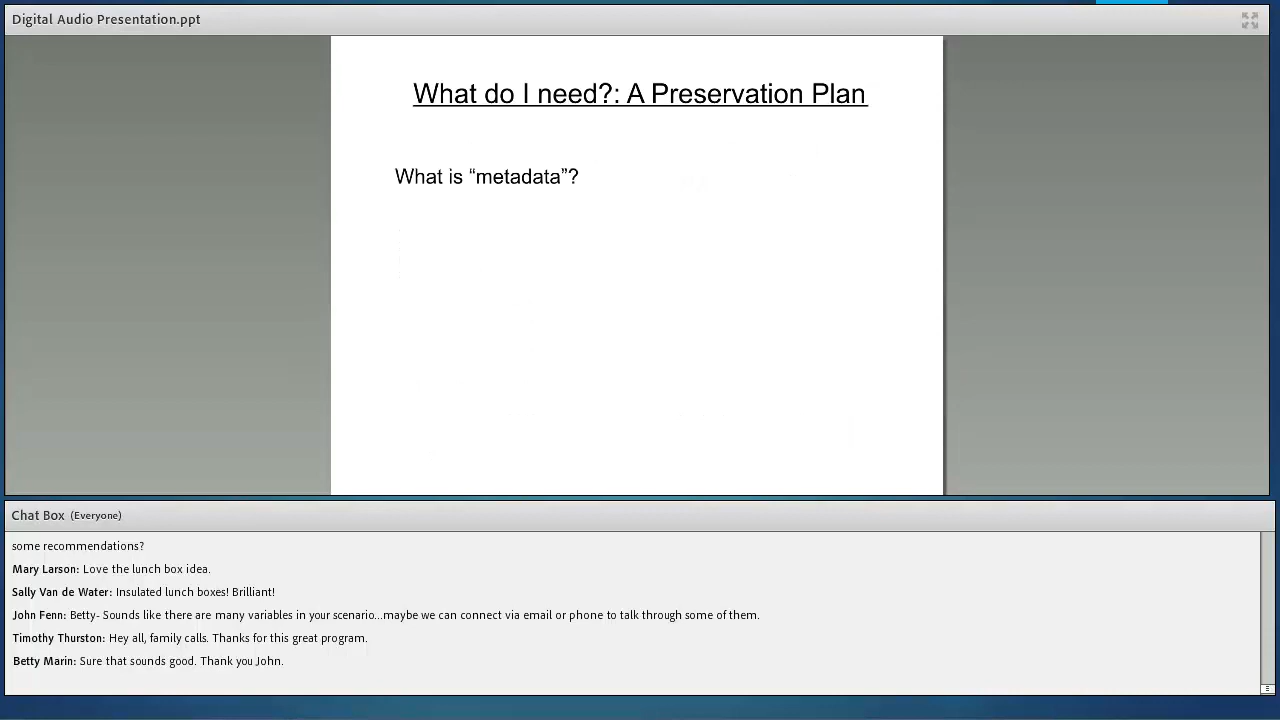 Digital Audio Presentation.ppt
What do I need?: A Preservation Plan
What is “metadata”?
Chat Box (Everyone)
some recommendations?
Mary Larson: Love the lunch box idea.
Sally Van de Water: Insulated lunch boxes! Brilliant!
John Fenn: Betty- Sounds like there are many variables in your scenario...maybe we can connect via email or phone to talk through some of them.
Timothy Thurston: Hey all, family calls. Thanks for this great program.
Betty Marin: Sure that sounds good. Thank you John.